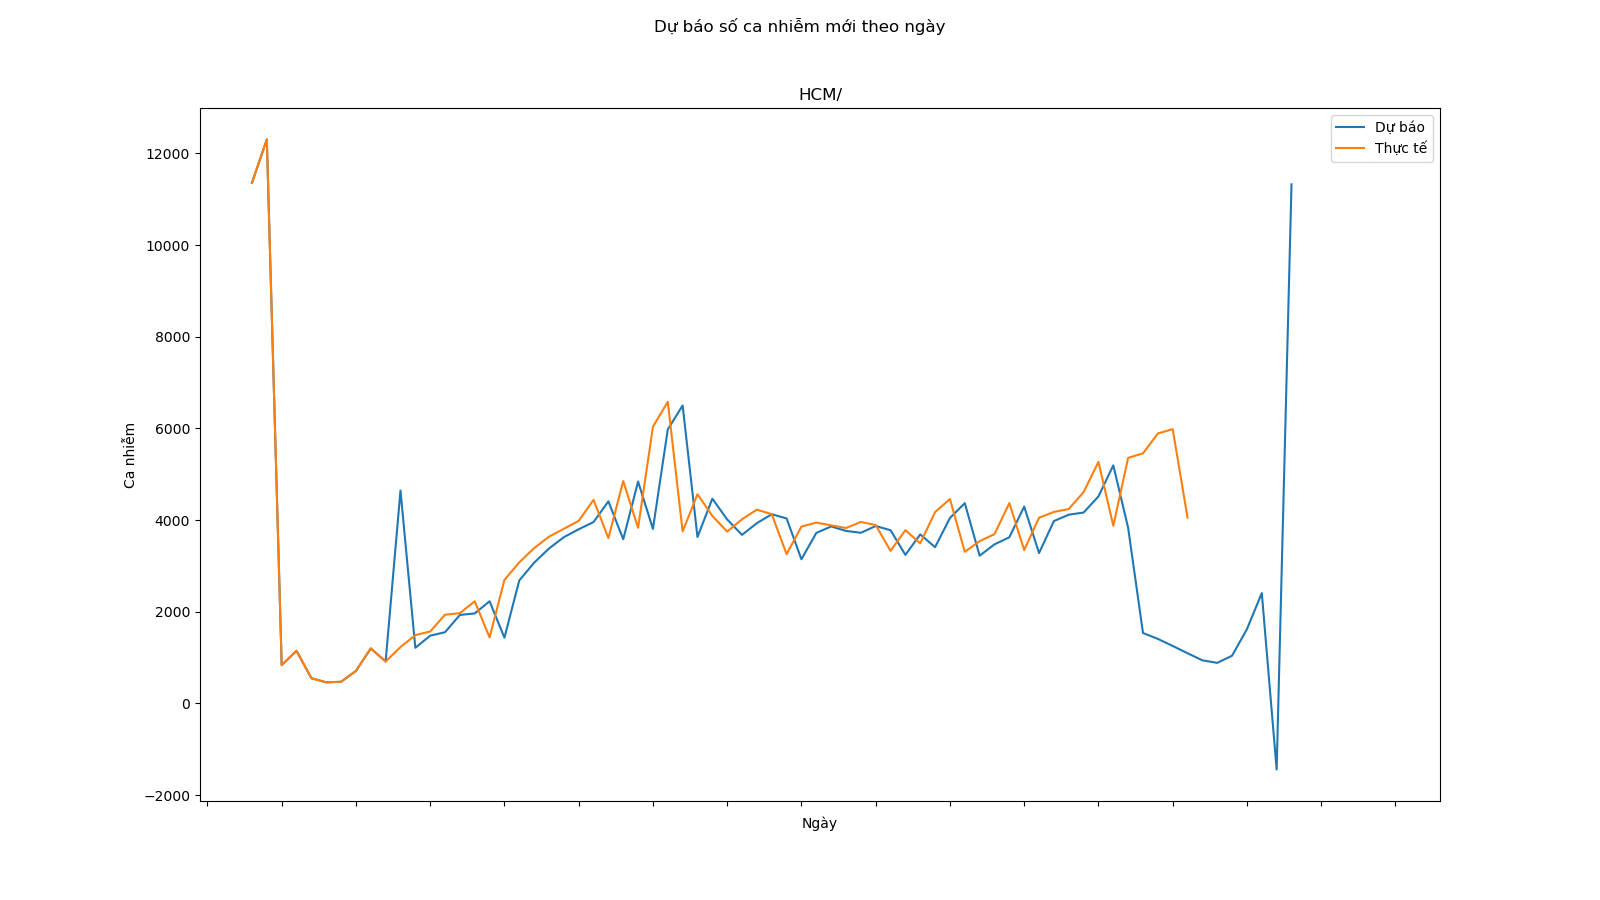 Dự báo số ca nhiễm mới theo ngày
HCM/
Dự báo
Thực tế
12000
10000
8000
6000
4000
2000
0
−2000
Ca nhiễm
Ngày